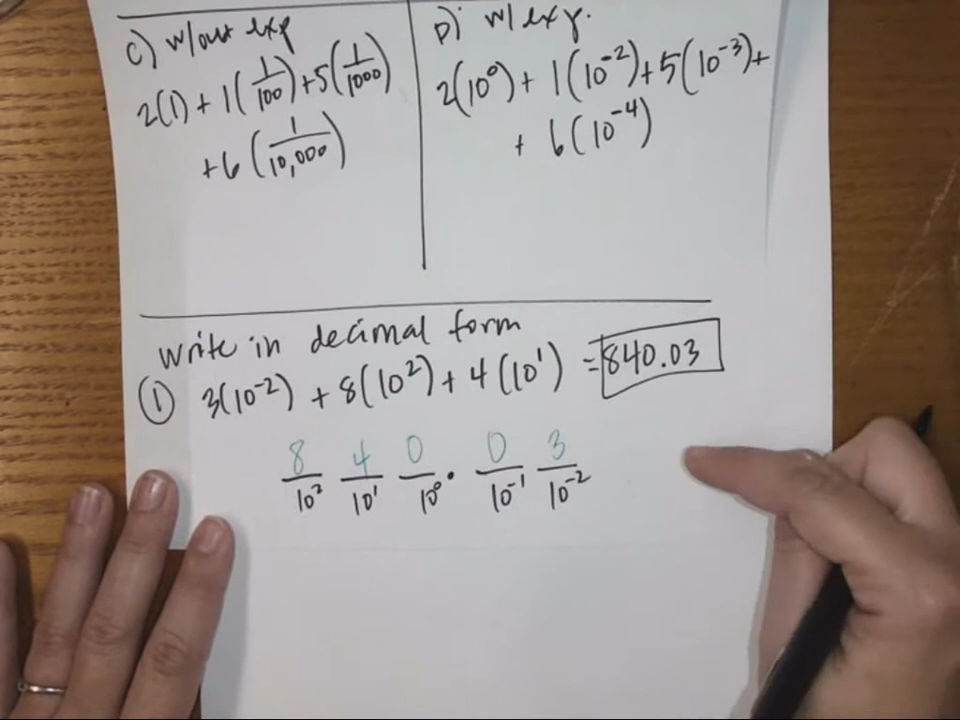 C) w/out exp
2(1) + 1(1/100) + 5(1/1000)
+ 6 (1/10,000)
D) w/ exp.
2(10⁰) + 1(10⁻²) + 5(10⁻³) +
+ 6(10⁻⁴)
Write in decimal form
① 3(10⁻²) + 8(10²) + 4(10¹) = 840.03
8 4 0 . 0 3
10² 10¹ 10⁰ 10⁻¹ 10⁻²